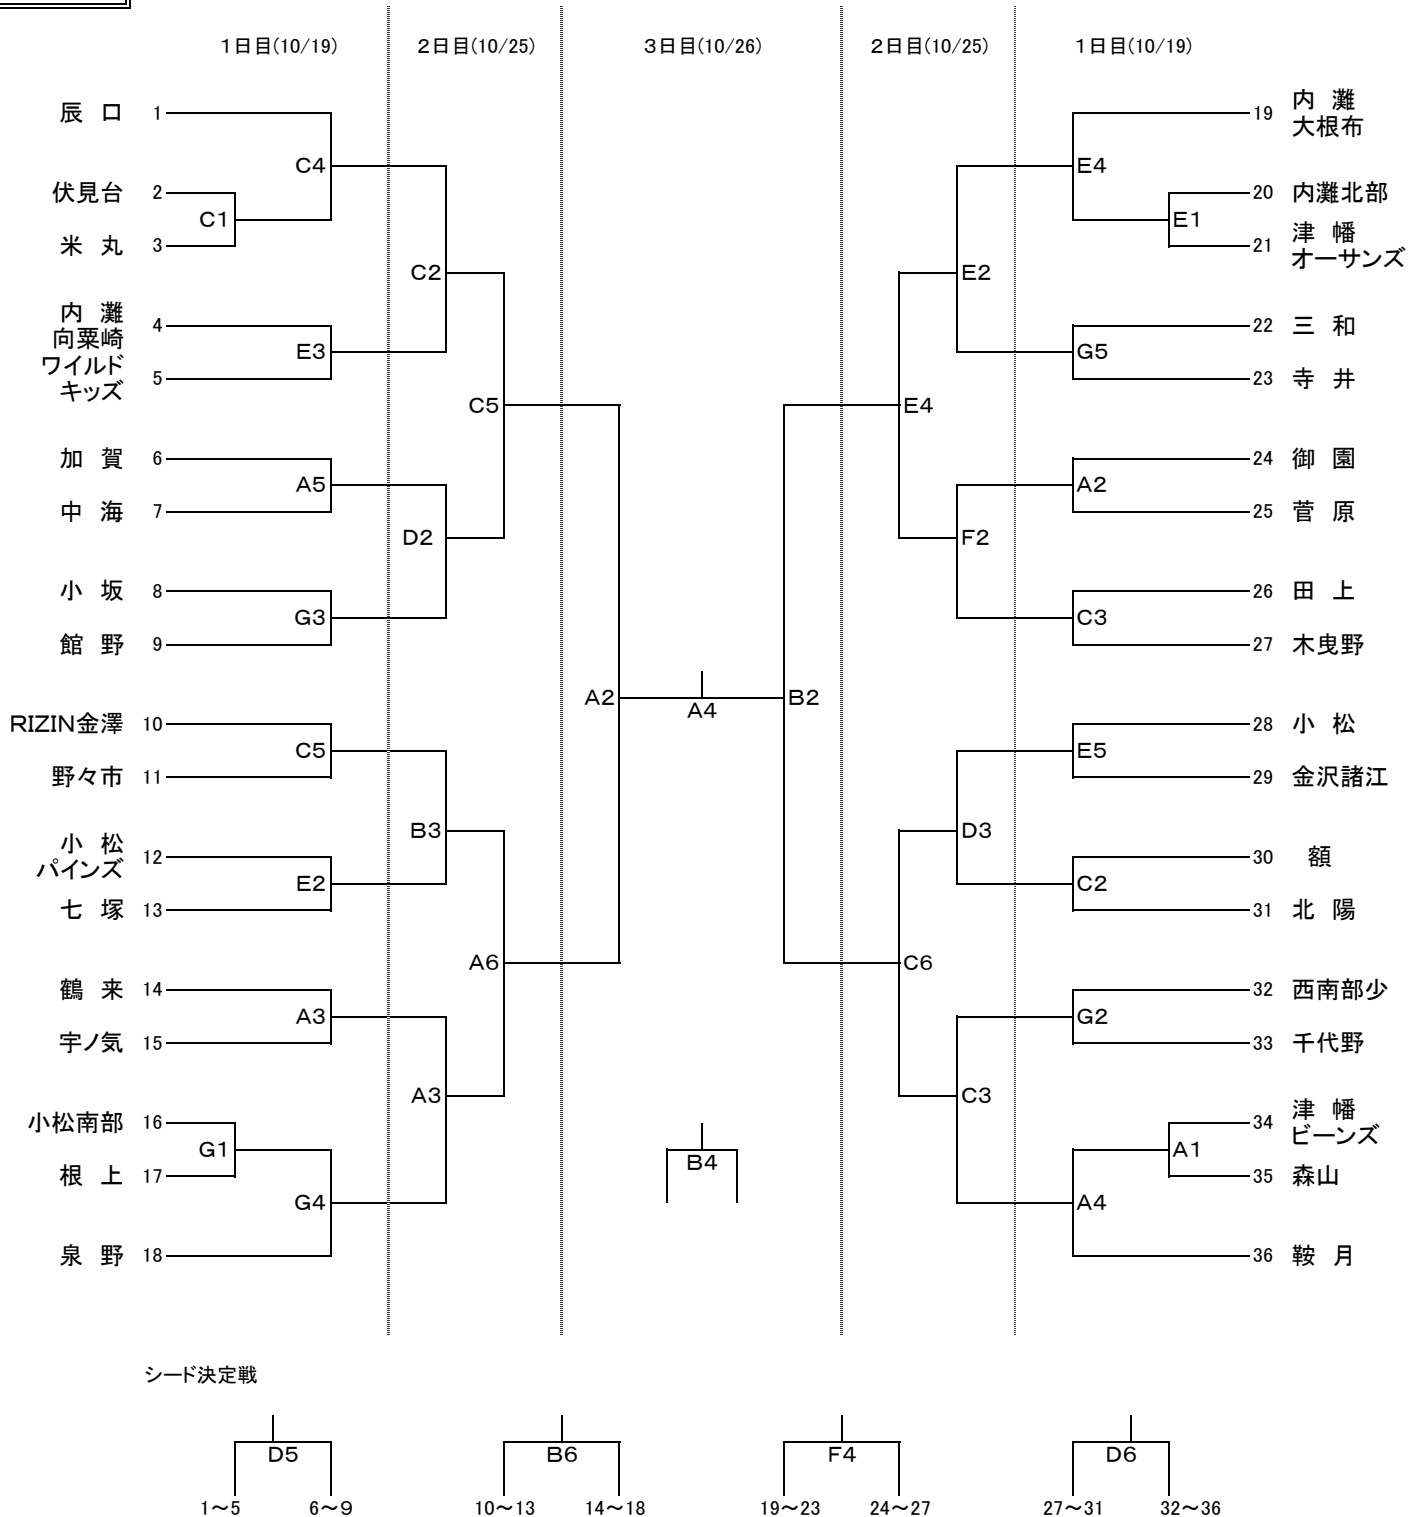 １日目(10/19)
２日目(10/25)
３日目(10/26)
２日目(10/25)
１日目(10/19)
辰　口 1
C4
伏見台 2
C1
米　丸 3
C2
内　灘
向粟崎 4
E3
ワイルド
キッズ 5
C5
加　賀 6
A5
中　海 7
D2
小　坂 8
G3
館　野 9
A2
RIZIN金澤 10
C5
野々市 11
B3
小　松
パインズ 12
E2
七　塚 13
A6
鶴　来 14
A3
宇ノ気 15
A3
小松南部 16
G1
根　上 17
G4
泉　野 18
A4
B4
19 内　灘
大根布
E4
20 内灘北部
E1
21 津　幡
オーサンズ
E2
22 三　和
G5
23 寺　井
E4
24 御　園
A2
25 菅　原
F2
26 田　上
C3
27 木曳野
B2
28 小　松
E5
29 金沢諸江
D3
30 額
C2
31 北　陽
C6
32 西南部少
G2
33 千代野
C3
34 津　幡
ビーンズ
A1
35 森山
A4
36 鞍　月
シード決定戦
D5
B6
F4
D6
1～5
6～9
10～13
14～18
19～23
24～27
27～31
32～36